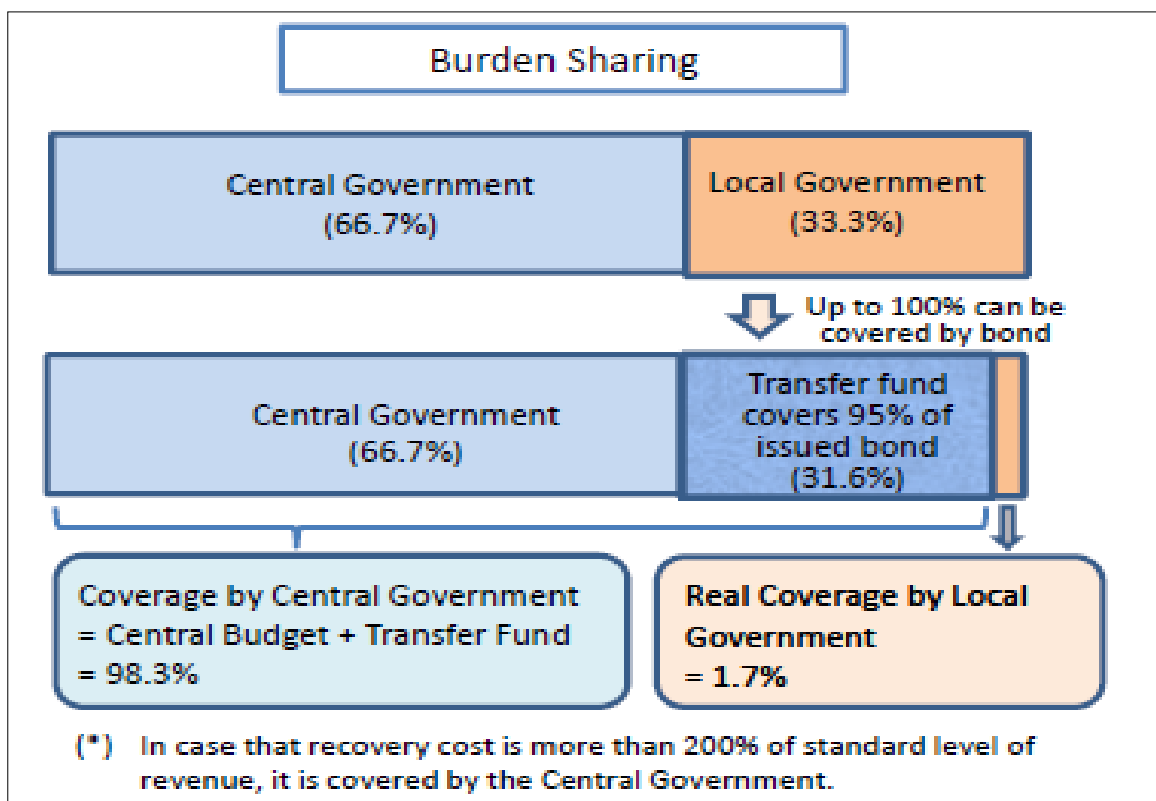 Burden Sharing
Central Government
(66.7%)
Local Government
(33.3%)
Up to 100% can be
covered by bond
Central Government
(66.7%)
Transfer fund
covers 95% of
issued bond
(31.6%)
Coverage by Central Government
= Central Budget + Transfer Fund
= 98.3%
Real Coverage by Local
Government
= 1.7%
(*) In case that recovery cost is more than 200% of standard level of
revenue, it is covered by the Central Government.